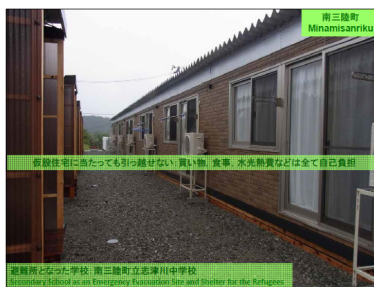 南三陸町
Minamisanriku
仮設住宅に当たっても引っ越せない: 買い物、食事、水光熱費などは全て自己負担
避難所となった学校: 南三陸町立志津川中学校
Secondary School as an Emergency Evacuation Site and Shelter for the Refugees